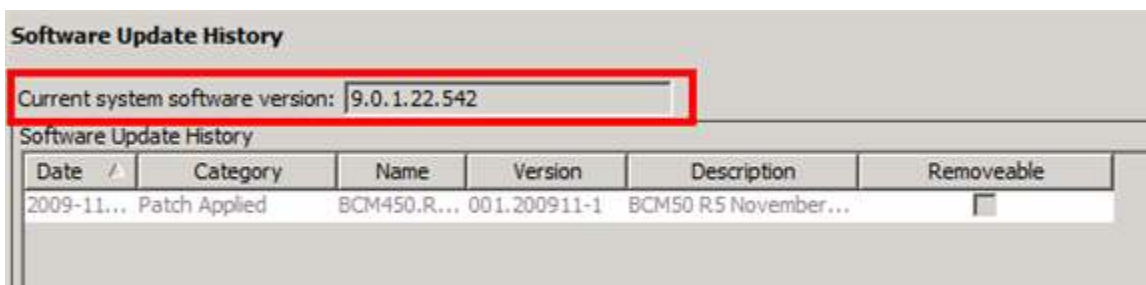 Software Update History
Current system software version: 9.0.1.22.542
Software Update History
Date Category Name Version Description Removeable
2009-11... Patch Applied BCM450.R... 001.200911-1 BCM50 R5 November...